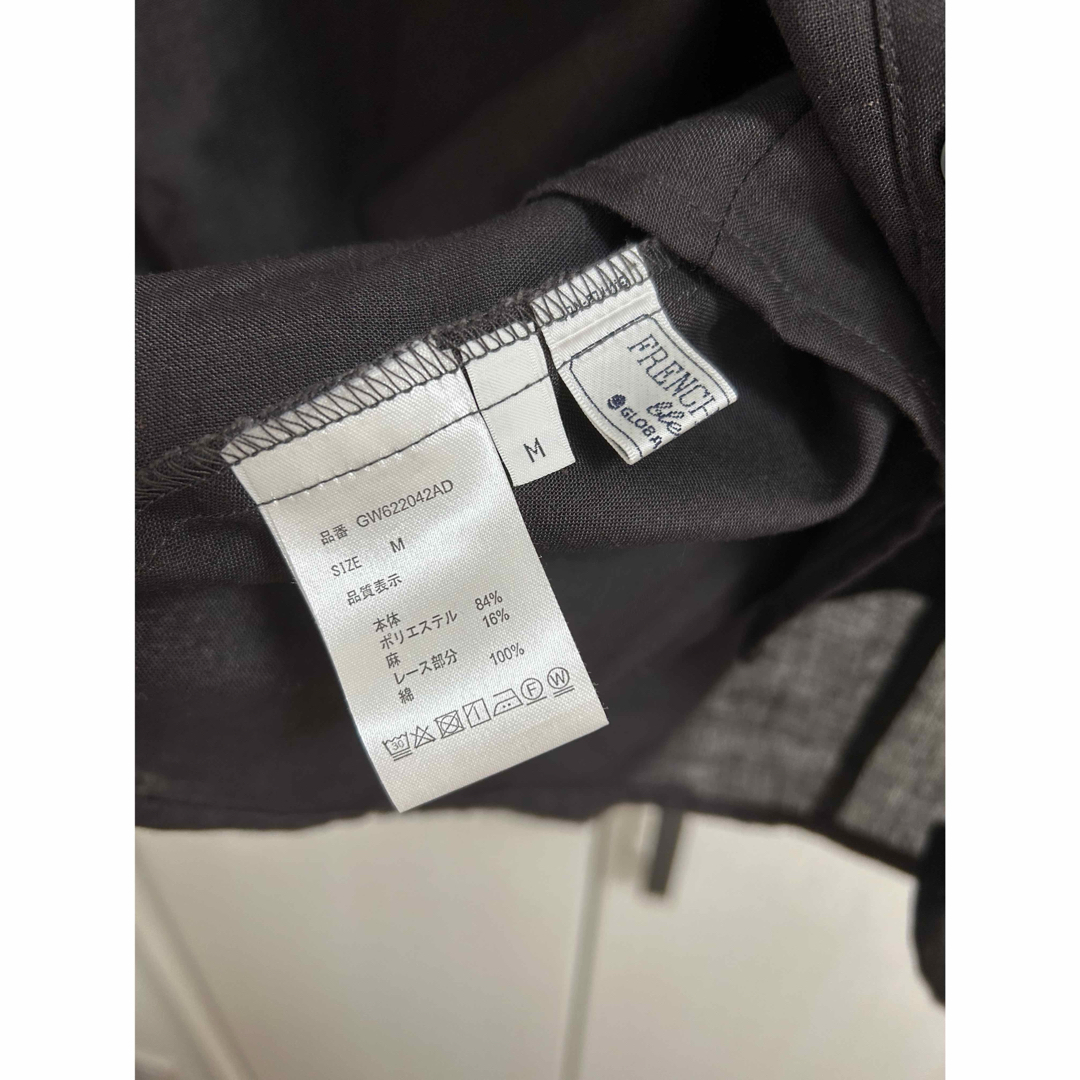 FRENCH
GLOBA
M
品番 GW622042AD
SIZE M
品質表示
本体
ポリエステル 84%
麻 16%
レース部分
綿 100%
30
F
W